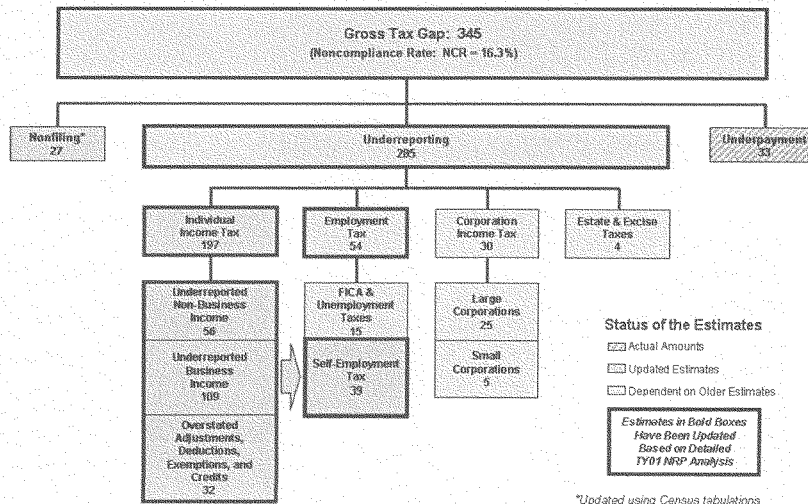 Gross Tax Gap: 345
(Noncompliance Rate: NCR = 16.3%)
Nonfiling*
27
Underreporting
285
Underpayment
33
Individual
Income Tax
197
Employment
Tax
54
Corporation
Income Tax
30
Estate & Excise
Taxes
4
Underreported
Non-Business
Income
56
Underreported
Business
Income
109
Overstated
Adjustments,
Deductions,
Exemptions, and
Credits
32
FICA &
Unemployment
Taxes
15
Self-Employment
Tax
39
Large
Corporations
25
Small
Corporations
5
Status of the Estimates
Actual Amounts
Updated Estimates
Dependent on Older Estimates
Estimates in Bold Boxes
Have Been Updated
Based on Detailed
TY01 NRP Analysis
*Updated using Census tabulations